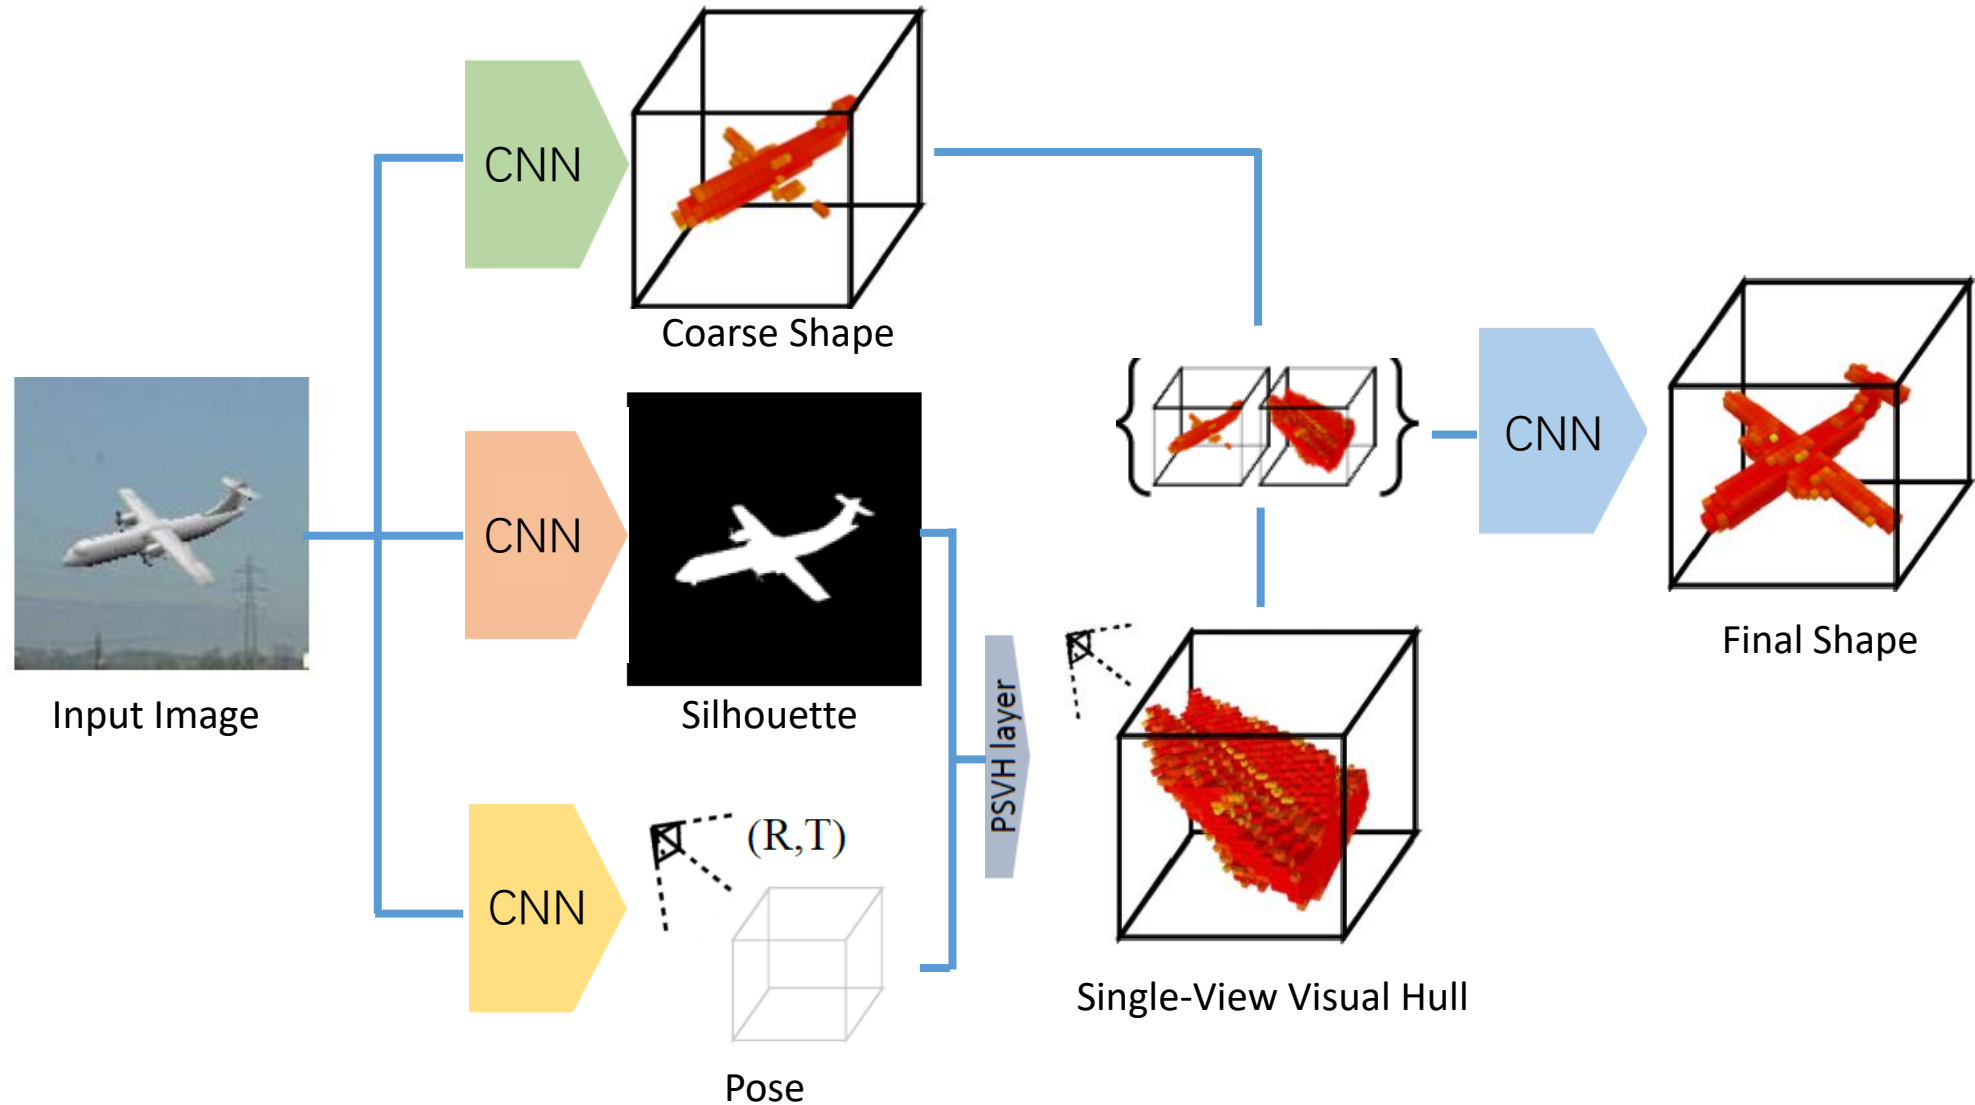 CNN
Coarse Shape
Input Image
CNN
Silhouette
CNN
(R,T)
Pose
PSVH layer
Single-View Visual Hull
CNN
Final Shape